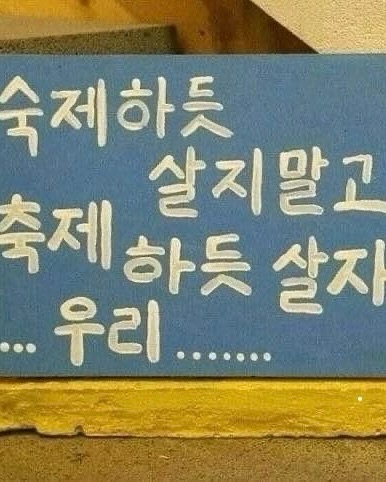 숙제하듯
살지말고
축제
하듯 살자
... 우리 .......